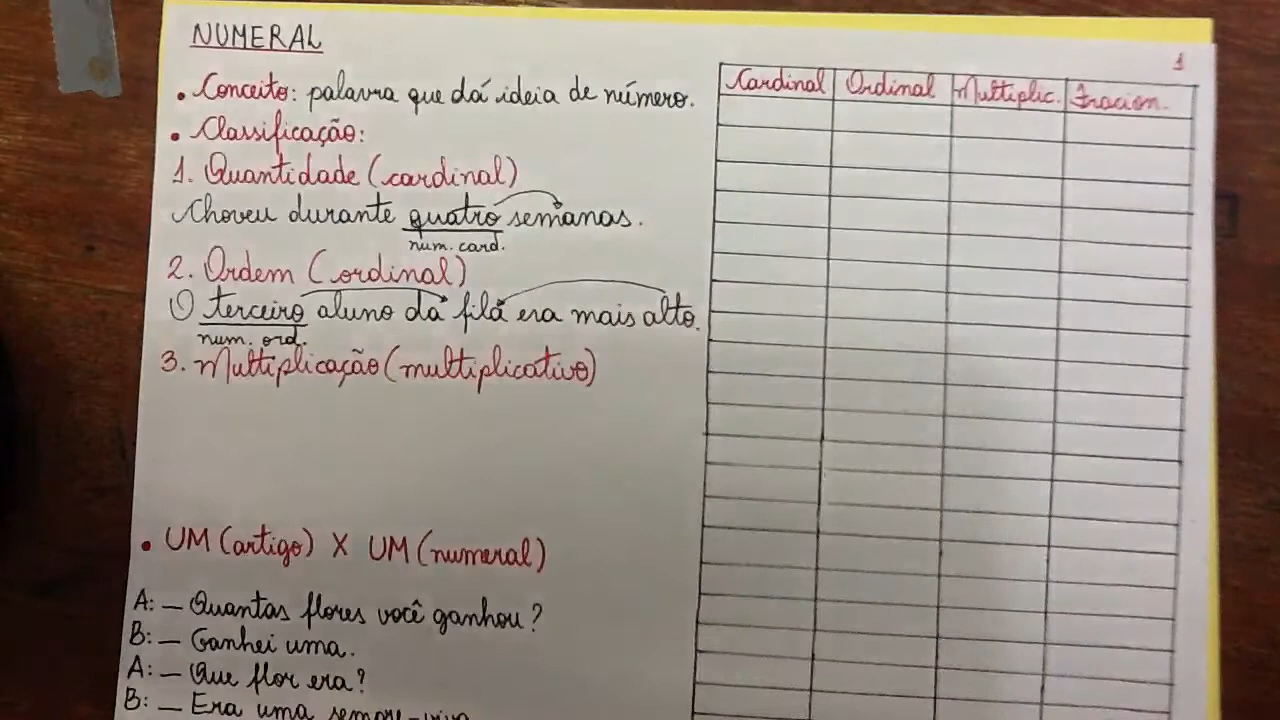 NUMERAL
• Conceito: palavra que dá ideia de número.
• Classificação:
1. Quantidade (cardinal)
Choveu durante quatro semanas.
num. card.
2. Ordem (ordinal)
O terceiro aluno da fila era mais alto.
num. ord.
3. Multiplicação (multiplicativo)
• UM (artigo) X UM (numeral)
A: — Quantas flores você ganhou?
B: — Ganhei uma.
A: — Que flor era?
B: — Era uma sempre-viva
1
Cardinal Ordinal Multiplic. Fracion.